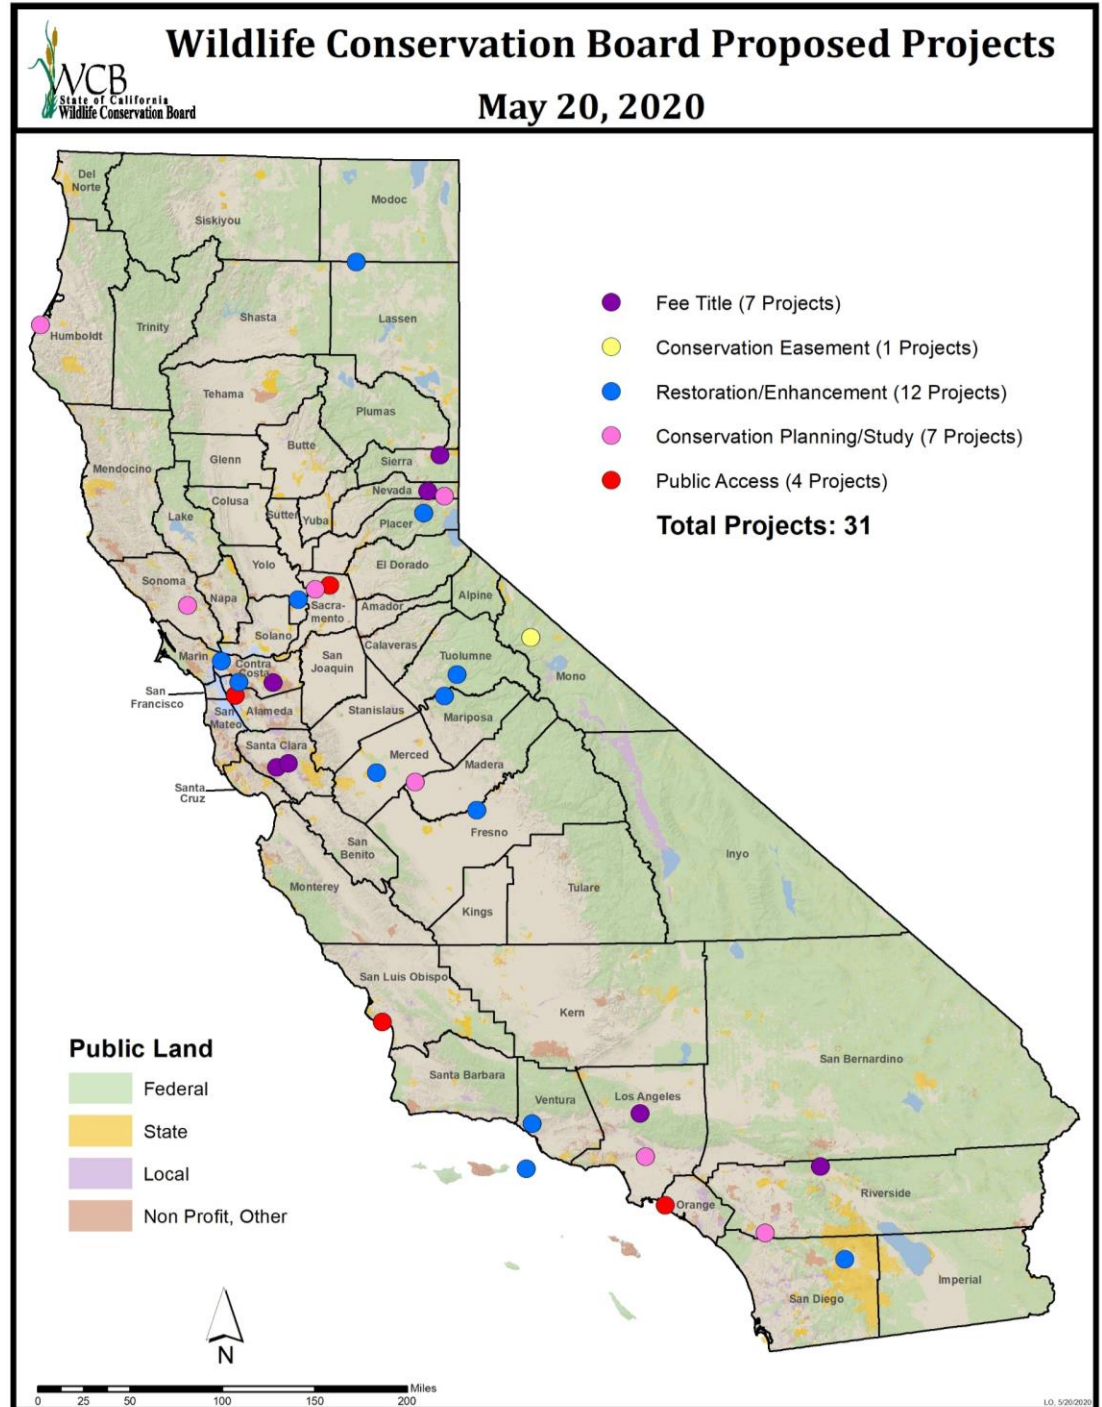 Wildlife Conservation Board Proposed Projects
May 20, 2020
WCB
State of California
Wildlife Conservation Board
Del
Norte
Siskiyou
Modoc
Humboldt
Trinity
Shasta
Lassen
Tehama
Plumas
Mendocino
Glenn
Butte
Sierra
Nevada
Colusa
Lake
Sutter
Yuba
Placer
Sonoma
Napa
Yolo
El Dorado
Sacra-
mento
Amador
Alpine
Solano
Calaveras
Marin
Contra
Costa
San
Joaquin
Tuolumne
Mono
San
Francisco
San
Mateo
Alameda
Stanislaus
Mariposa
Santa Clara
Merced
Madera
Santa
Cruz
San
Benito
Fresno
Monterey
Kings
Tulare
Inyo
San Luis Obispo
Kern
San Bernardino
Santa Barbara
Ventura
Los Angeles
Orange
Riverside
San Diego
Imperial
Fee Title (7 Projects)
Conservation Easement (1 Projects)
Restoration/Enhancement (12 Projects)
Conservation Planning/Study (7 Projects)
Public Access (4 Projects)
Total Projects: 31
Public Land
Federal
State
Local
Non Profit, Other
N
Miles
0 25 50 100 150 200
LO, 5/20/2020